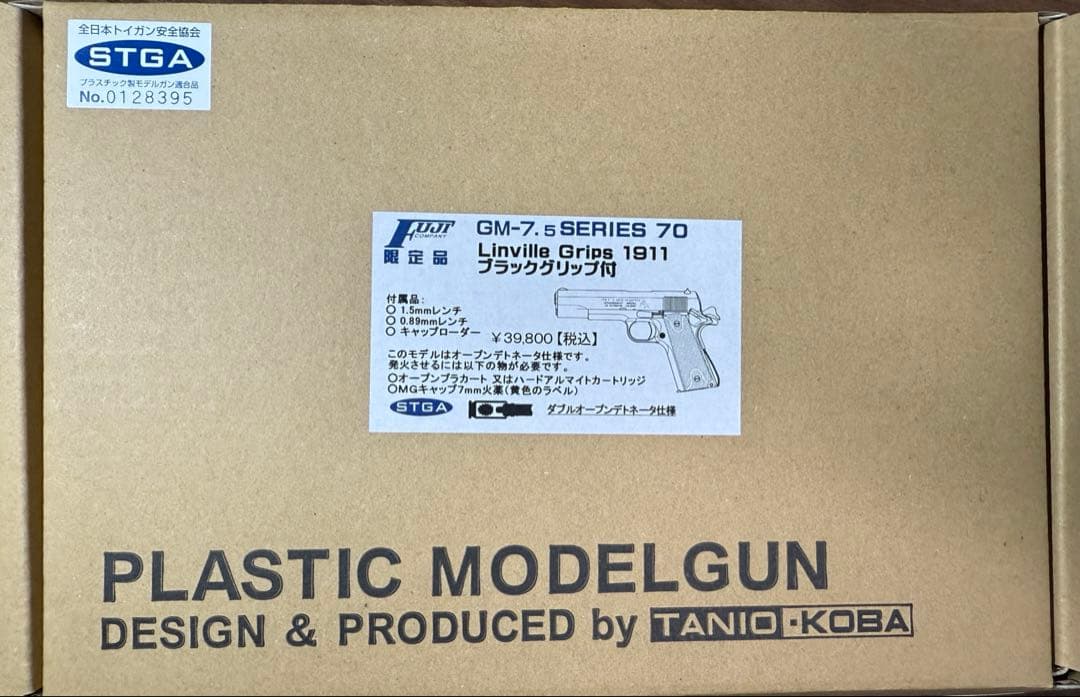 全日本トイガン安全協会
STGA
プラスチック製モデルガン適合品
No.0128395
FUJI
COMPANY
限定品
GM-7.5 SERIES 70
Linville Grips 1911
ブラックグリップ付
付属品:
○ 1.5mmレンチ
○ 0.89mmレンチ
○ キャップローダー
¥39,800【税込】
このモデルはオープンデトネータ仕様です。
発火させるには以下の物が必要です。
○オープンプラカート 又はハードアルマイトカートリッジ
○MGキャップ7mm火薬(黄色のラベル)
STGA
ダブルオープンデトネータ仕様
PLASTIC MODELGUN
DESIGN & PRODUCED by TANIO・KOBA